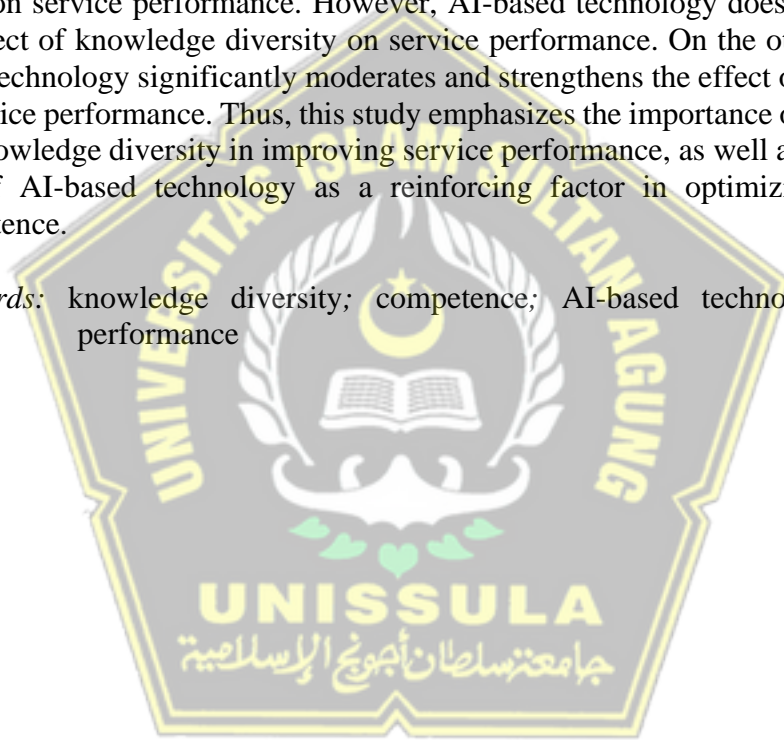 on service performance. However, AI-based technology does
ect of knowledge diversity on service performance. On the o
echnology significantly moderates and strengthens the effect o
ice performance. Thus, this study emphasizes the importance o
owledge diversity in improving service performance, as well a
f AI-based technology as a reinforcing factor in optimiz
ence.
rds: knowledge diversity; competence; AI-based techno
performance
UNIVERSITAS ISLAM SULTAN AGUNG
UNISSULA
جامعة سلطان أجونج الإسلامية